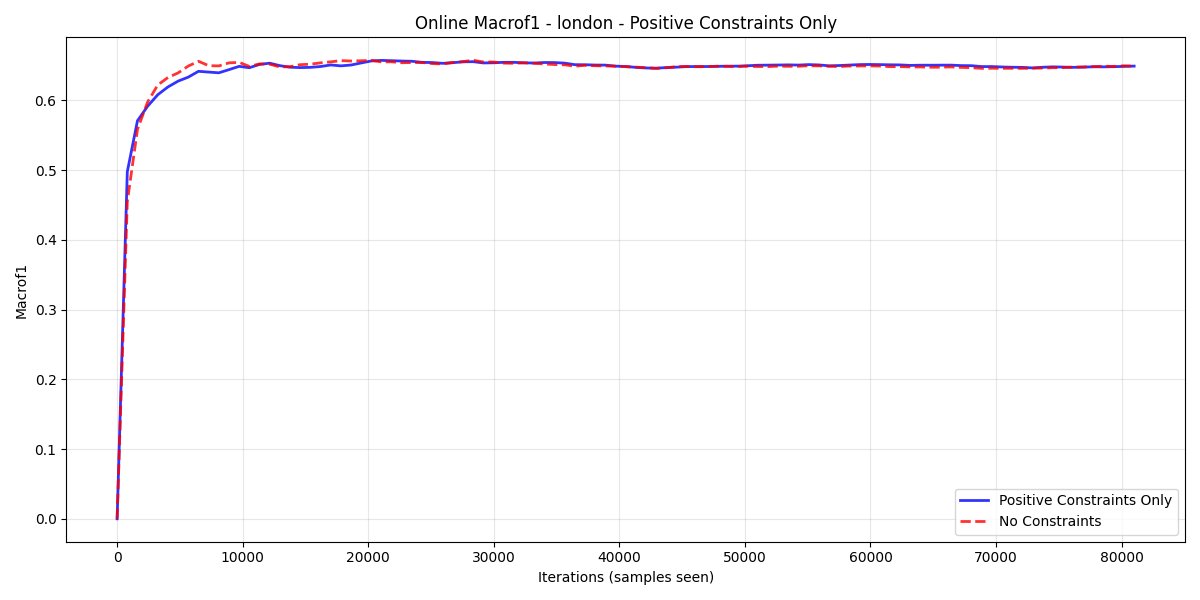 Online Macrof1 - london - Positive Constraints Only
Macrof1
0.6
0.5
0.4
0.3
0.2
0.1
0.0
0 10000 20000 30000 40000 50000 60000 70000 80000
Iterations (samples seen)
Positive Constraints Only
No Constraints